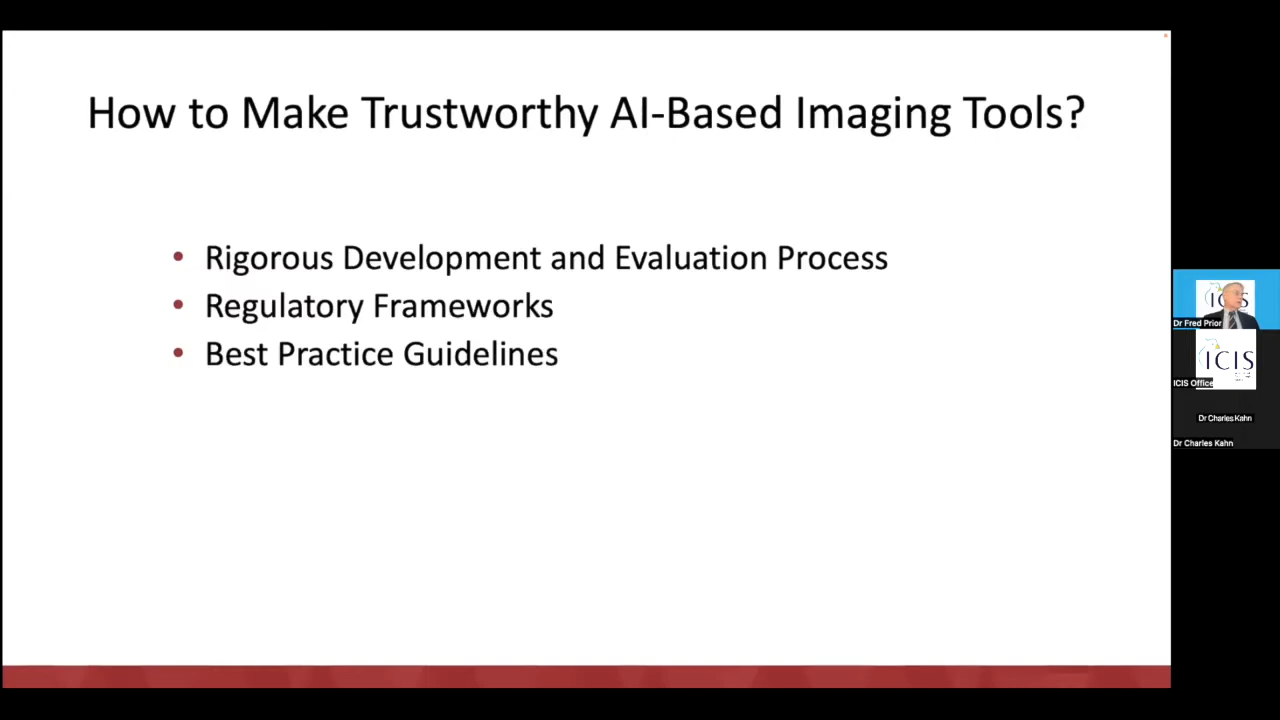 How to Make Trustworthy AI-Based Imaging Tools?
• Rigorous Development and Evaluation Process
• Regulatory Frameworks
• Best Practice Guidelines
ICIS
Dr Fred Prior
ICIS
ICIS Office
Dr Charles Kahn
Dr Charles Kahn